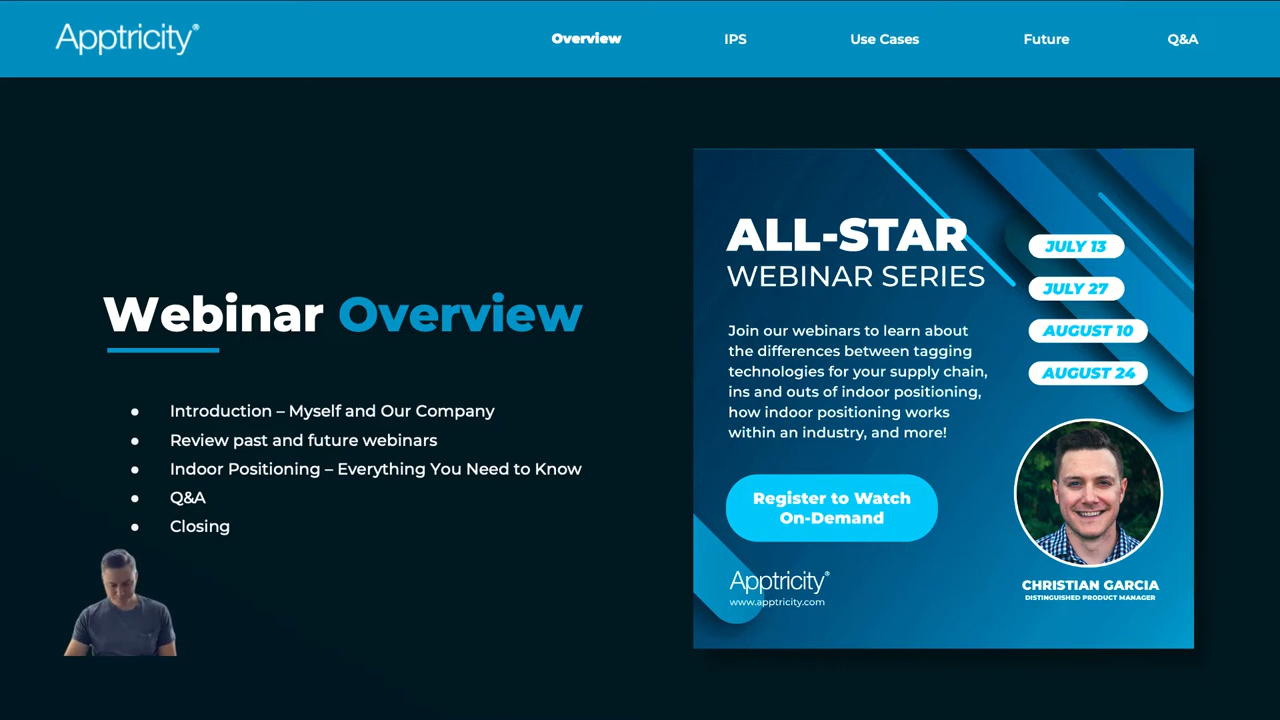 Apptricity®
Overview
IPS
Use Cases
Future
Q&A
Webinar Overview
● Introduction – Myself and Our Company
● Review past and future webinars
● Indoor Positioning – Everything You Need to Know
● Q&A
● Closing
ALL-STAR
WEBINAR SERIES
Join our webinars to learn about
the differences between tagging
technologies for your supply chain,
ins and outs of indoor positioning,
how indoor positioning works
within an industry, and more!
Register to Watch
On-Demand
Apptricity®
www.apptricity.com
JULY 13
JULY 27
AUGUST 10
AUGUST 24
CHRISTIAN GARCIA
DISTINGUISHED PRODUCT MANAGER